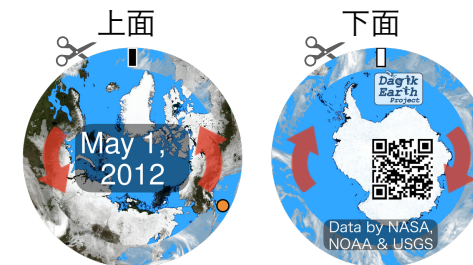 上面
下面
May 1,
2012
Dagik
Earth
Project
Data by NASA,
NOAA & USGS